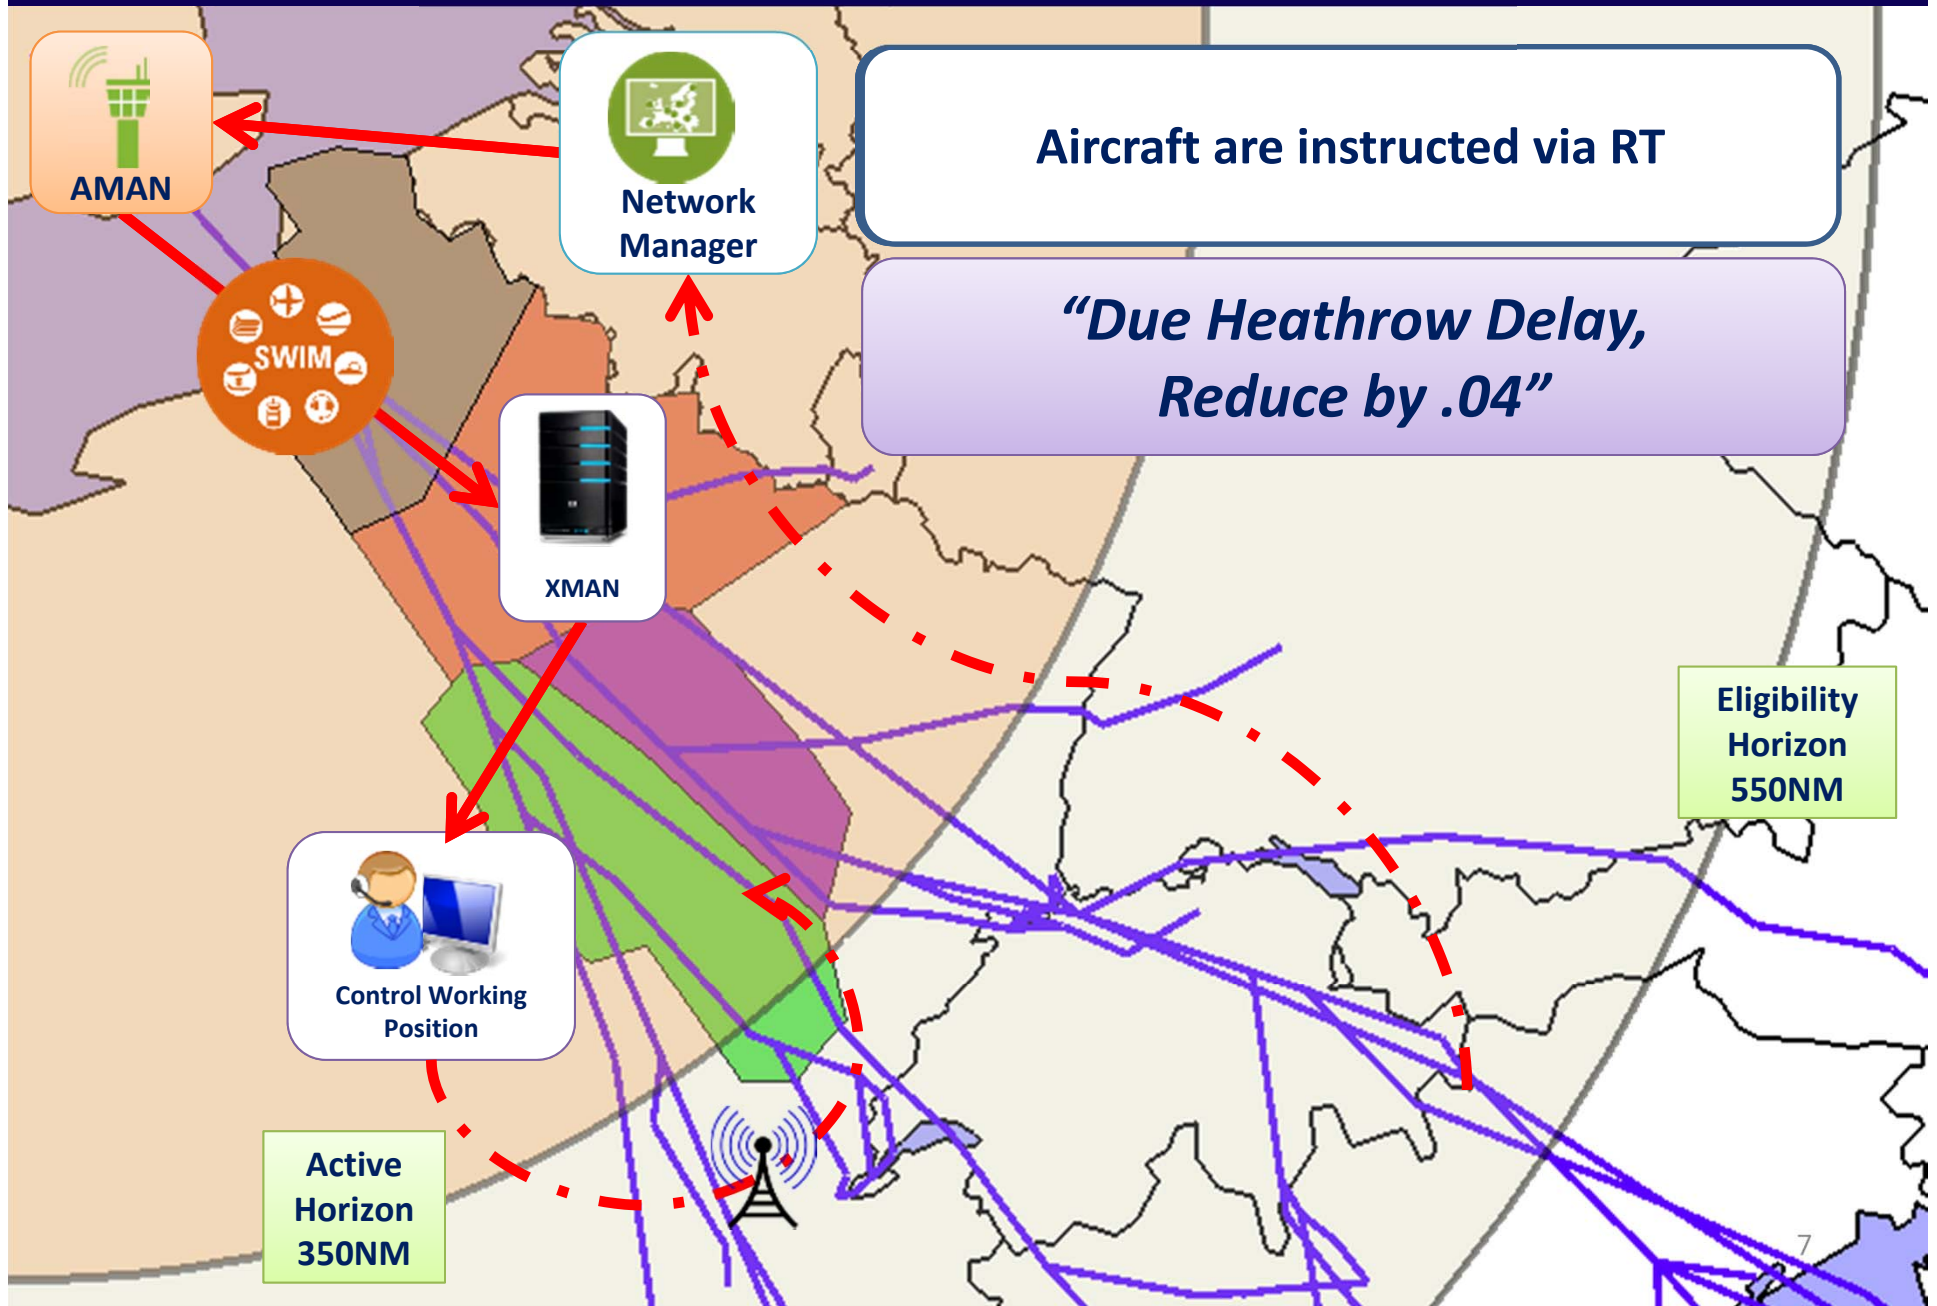 AMAN
Network
Manager
Aircraft are instructed via RT
“Due Heathrow Delay,
Reduce by .04”
SWIM
XMAN
Eligibility
Horizon
550NM
Control Working
Position
Active
Horizon
350NM
7